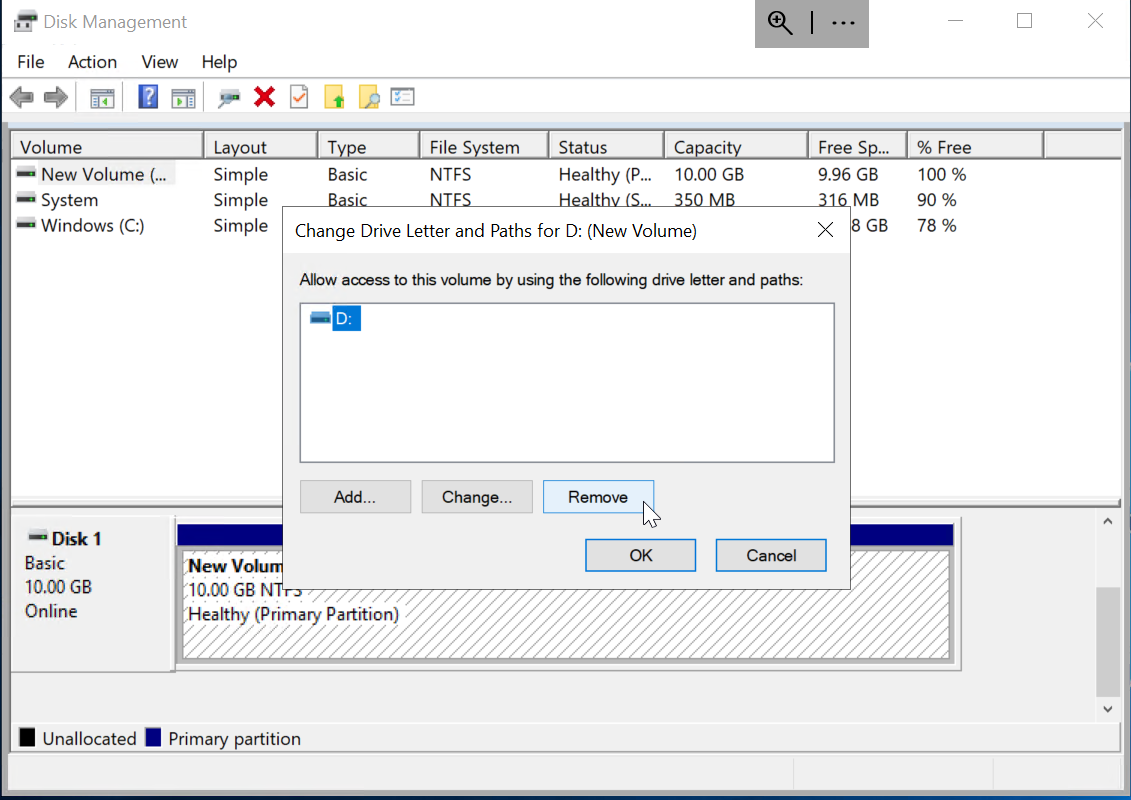 Disk Management
File Action View Help
Volume Layout Type File System Status Capacity Free Sp... % Free
New Volume (... Simple Basic NTFS Healthy (P... 10.00 GB 9.96 GB 100 %
System Simple Basic NTFS Healthy (S... 350 MB 316 MB 90 %
Windows (C:) Simple 8 GB 78 %
Change Drive Letter and Paths for D: (New Volume)
Allow access to this volume by using the following drive letter and paths:
D:
Add... Change... Remove
OK Cancel
Disk 1
Basic
10.00 GB
Online
New Volum
10.00 GB NTFS
Healthy (Primary Partition)
Unallocated Primary partition